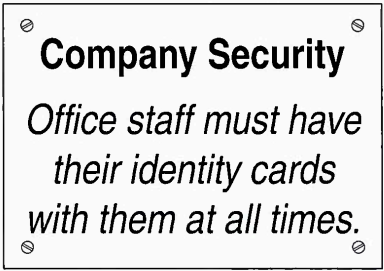 Company Security
Office staff must have
their identity cards
with them at all times.